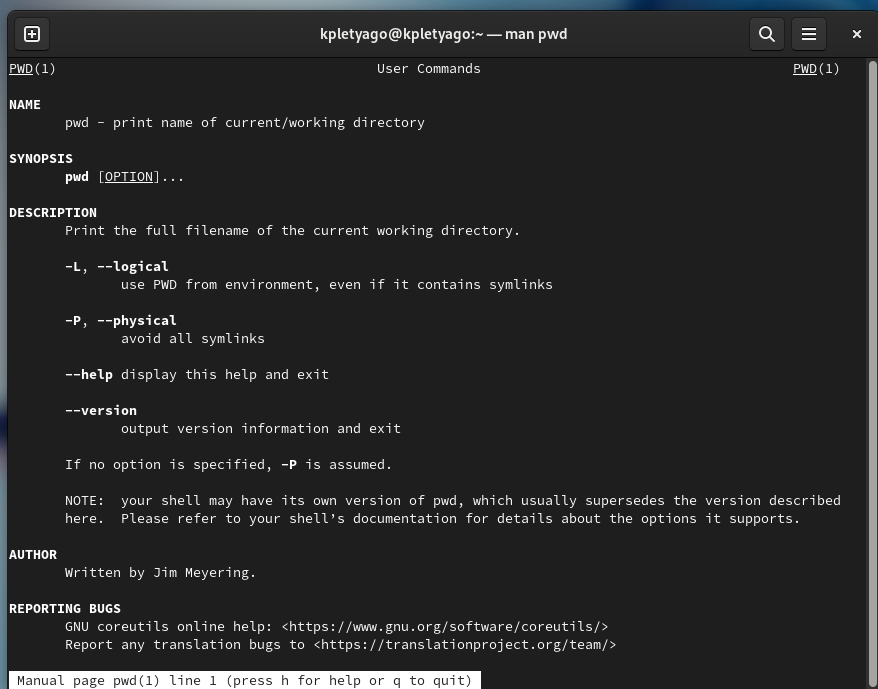 kpletyago@kpletyago:~ — man pwd
PWD(1) User Commands PWD(1)
NAME
pwd - print name of current/working directory
SYNOPSIS
pwd [OPTION]...
DESCRIPTION
Print the full filename of the current working directory.
-L, --logical
use PWD from environment, even if it contains symlinks
-P, --physical
avoid all symlinks
--help display this help and exit
--version
output version information and exit
If no option is specified, -P is assumed.
NOTE:  your shell may have its own version of pwd, which usually supersedes the version described
here.  Please refer to your shell’s documentation for details about the options it supports.
AUTHOR
Written by Jim Meyering.
REPORTING BUGS
GNU coreutils online help: <https://www.gnu.org/software/coreutils/>
Report any translation bugs to <https://translationproject.org/team/>
Manual page pwd(1) line 1 (press h for help or q to quit)